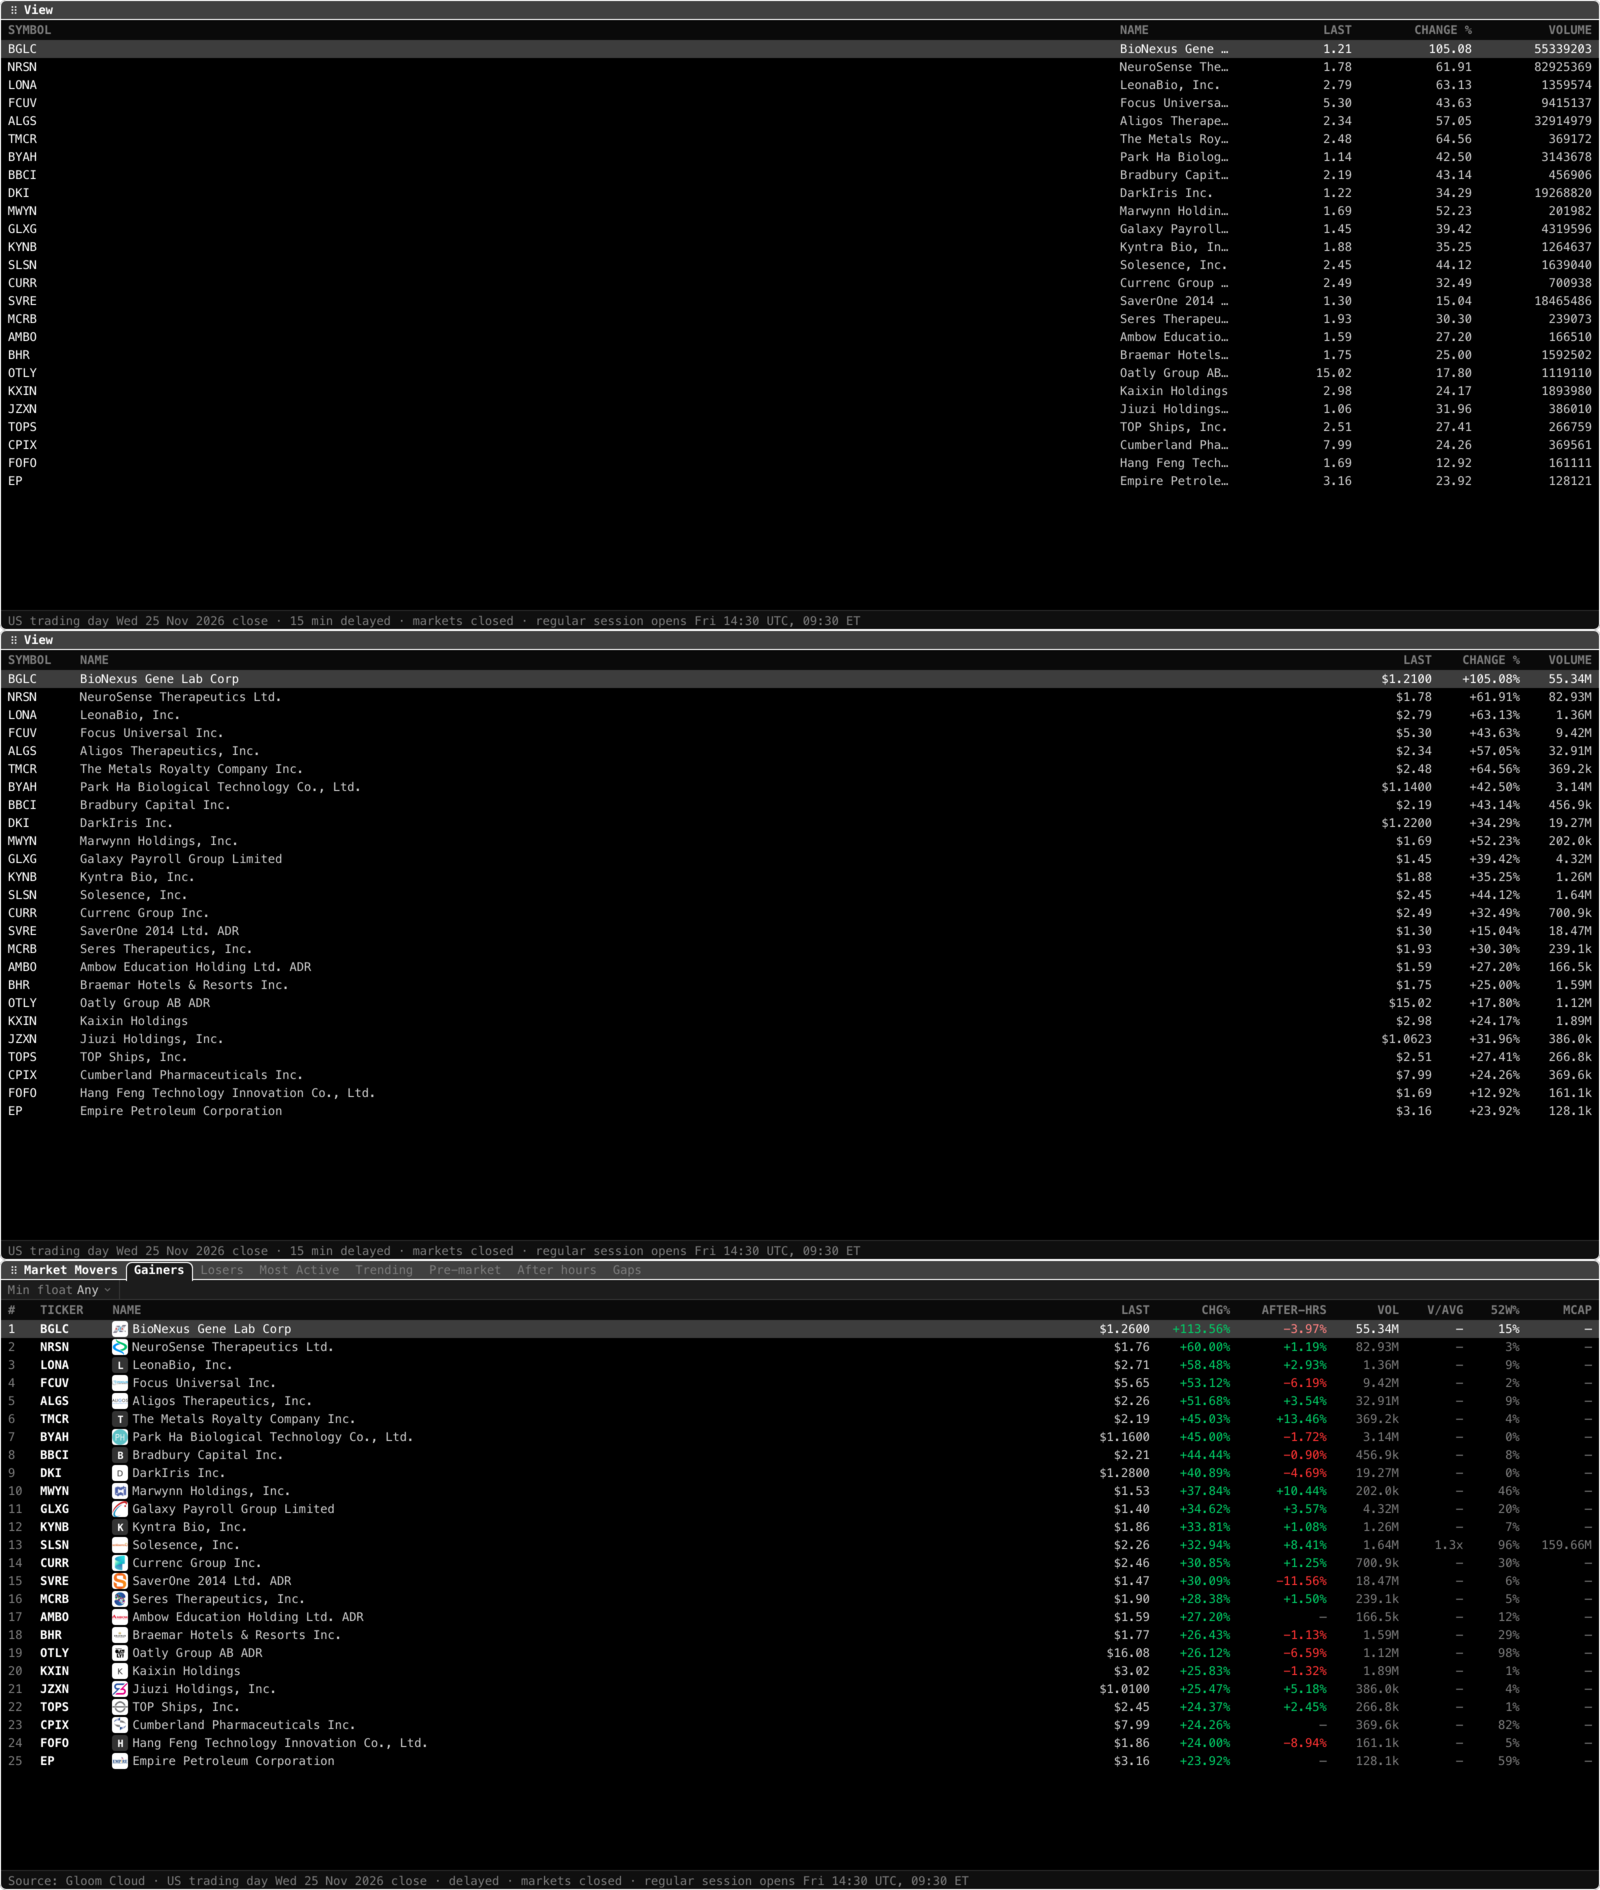 ⠿ View
SYMBOL NAME LAST CHANGE % VOLUME
BGLC BioNexus Gene … 1.21 105.08 55339203
NRSN NeuroSense The… 1.78 61.91 82925369
LONA LeonaBio, Inc. 2.79 63.13 1359574
FCUV Focus Universa… 5.30 43.63 9415137
ALGS Aligos Therape… 2.34 57.05 32914979
TMCR The Metals Roy… 2.48 64.56 369172
BYAH Park Ha Biolog… 1.14 42.50 3143678
BBCI Bradbury Capit… 2.19 43.14 456906
DKI DarkIris Inc. 1.22 34.29 19268820
MWYN Marwynn Holdin… 1.69 52.23 201982
GLXG Galaxy Payroll… 1.45 39.42 4319596
KYNB Kyntra Bio, In… 1.88 35.25 1264637
SLSN Solesence, Inc. 2.45 44.12 1639040
CURR Currenc Group … 2.49 32.49 700938
SVRE SaverOne 2014 … 1.30 15.04 18465486
MCRB Seres Therapeu… 1.93 30.30 239073
AMBO Ambow Educatio… 1.59 27.20 166510
BHR Braemar Hotels… 1.75 25.00 1592502
OTLY Oatly Group AB… 15.02 17.80 1119110
KXIN Kaixin Holdings 2.98 24.17 1893980
JZXN Jiuzi Holdings… 1.06 31.96 386010
TOPS TOP Ships, Inc. 2.51 27.41 266759
CPIX Cumberland Pha… 7.99 24.26 369561
FOFO Hang Feng Tech… 1.69 12.92 161111
EP Empire Petrole… 3.16 23.92 128121
US trading day Wed 25 Nov 2026 close · 15 min delayed · markets closed · regular session opens Fri 14:30 UTC, 09:30 ET
⠿ View
SYMBOL NAME LAST CHANGE % VOLUME
BGLC BioNexus Gene Lab Corp $1.2100 +105.08% 55.34M
NRSN NeuroSense Therapeutics Ltd. $1.78 +61.91% 82.93M
LONA LeonaBio, Inc. $2.79 +63.13% 1.36M
FCUV Focus Universal Inc. $5.30 +43.63% 9.42M
ALGS Aligos Therapeutics, Inc. $2.34 +57.05% 32.91M
TMCR The Metals Royalty Company Inc. $2.48 +64.56% 369.2k
BYAH Park Ha Biological Technology Co., Ltd. $1.1400 +42.50% 3.14M
BBCI Bradbury Capital Inc. $2.19 +43.14% 456.9k
DKI DarkIris Inc. $1.2200 +34.29% 19.27M
MWYN Marwynn Holdings, Inc. $1.69 +52.23% 202.0k
GLXG Galaxy Payroll Group Limited $1.45 +39.42% 4.32M
KYNB Kyntra Bio, Inc. $1.88 +35.25% 1.26M
SLSN Solesence, Inc. $2.45 +44.12% 1.64M
CURR Currenc Group Inc. $2.49 +32.49% 700.9k
SVRE SaverOne 2014 Ltd. ADR $1.30 +15.04% 18.47M
MCRB Seres Therapeutics, Inc. $1.93 +30.30% 239.1k
AMBO Ambow Education Holding Ltd. ADR $1.59 +27.20% 166.5k
BHR Braemar Hotels & Resorts Inc. $1.75 +25.00% 1.59M
OTLY Oatly Group AB ADR $15.02 +17.80% 1.12M
KXIN Kaixin Holdings $2.98 +24.17% 1.89M
JZXN Jiuzi Holdings, Inc. $1.0623 +31.96% 386.0k
TOPS TOP Ships, Inc. $2.51 +27.41% 266.8k
CPIX Cumberland Pharmaceuticals Inc. $7.99 +24.26% 369.6k
FOFO Hang Feng Technology Innovation Co., Ltd. $1.69 +12.92% 161.1k
EP Empire Petroleum Corporation $3.16 +23.92% 128.1k
US trading day Wed 25 Nov 2026 close · 15 min delayed · markets closed · regular session opens Fri 14:30 UTC, 09:30 ET
⠿ Market Movers Gainers Losers Most Active Trending Pre-market After hours Gaps
Min float Any
# TICKER NAME LAST CHG% AFTER-HRS VOL V/AVG 52W% MCAP
1 BGLC BioNexus Gene Lab Corp $1.2600 +113.56% −3.97% 55.34M — 15% —
2 NRSN NeuroSense Therapeutics Ltd. $1.76 +60.00% +1.19% 82.93M — 3% —
3 LONA L LeonaBio, Inc. $2.71 +58.48% +2.93% 1.36M — 9% —
4 FCUV Focus Universal Inc. $5.65 +53.12% −6.19% 9.42M — 2% —
5 ALGS Aligos Therapeutics, Inc. $2.26 +51.68% +3.54% 32.91M — 9% —
6 TMCR T The Metals Royalty Company Inc. $2.19 +45.03% +13.46% 369.2k — 4% —
7 BYAH PH Park Ha Biological Technology Co., Ltd. $1.1600 +45.00% −1.72% 3.14M — 0% —
8 BBCI B Bradbury Capital Inc. $2.21 +44.44% −0.90% 456.9k — 8% —
9 DKI D DarkIris Inc. $1.2800 +40.89% −4.69% 19.27M — 0% —
10 MWYN Marwynn Holdings, Inc. $1.53 +37.84% +10.44% 202.0k — 46% —
11 GLXG Galaxy Payroll Group Limited $1.40 +34.62% +3.57% 4.32M — 20% —
12 KYNB K Kyntra Bio, Inc. $1.86 +33.81% +1.08% 1.26M — 7% —
13 SLSN Solesence, Inc. $2.26 +32.94% +8.41% 1.64M 1.3x 96% 159.66M
14 CURR Currenc Group Inc. $2.46 +30.85% +1.25% 700.9k — 30% —
15 SVRE SaverOne 2014 Ltd. ADR $1.47 +30.09% −11.56% 18.47M — 6% —
16 MCRB Seres Therapeutics, Inc. $1.90 +28.38% +1.50% 239.1k — 5% —
17 AMBO Ambow Education Holding Ltd. ADR $1.59 +27.20% — 166.5k — 12% —
18 BHR Braemar Hotels & Resorts Inc. $1.77 +26.43% −1.13% 1.59M — 29% —
19 OTLY Oatly Group AB ADR $16.08 +26.12% −6.59% 1.12M — 98% —
20 KXIN K Kaixin Holdings $3.02 +25.83% −1.32% 1.89M — 1% —
21 JZXN Jiuzi Holdings, Inc. $1.0100 +25.47% +5.18% 386.0k — 4% —
22 TOPS TOP Ships, Inc. $2.45 +24.37% +2.45% 266.8k — 1% —
23 CPIX Cumberland Pharmaceuticals Inc. $7.99 +24.26% — 369.6k — 82% —
24 FOFO H Hang Feng Technology Innovation Co., Ltd. $1.86 +24.00% −8.94% 161.1k — 5% —
25 EP Empire Petroleum Corporation $3.16 +23.92% — 128.1k — 59% —
Source: Gloom Cloud · US trading day Wed 25 Nov 2026 close · delayed · markets closed · regular session opens Fri 14:30 UTC, 09:30 ET